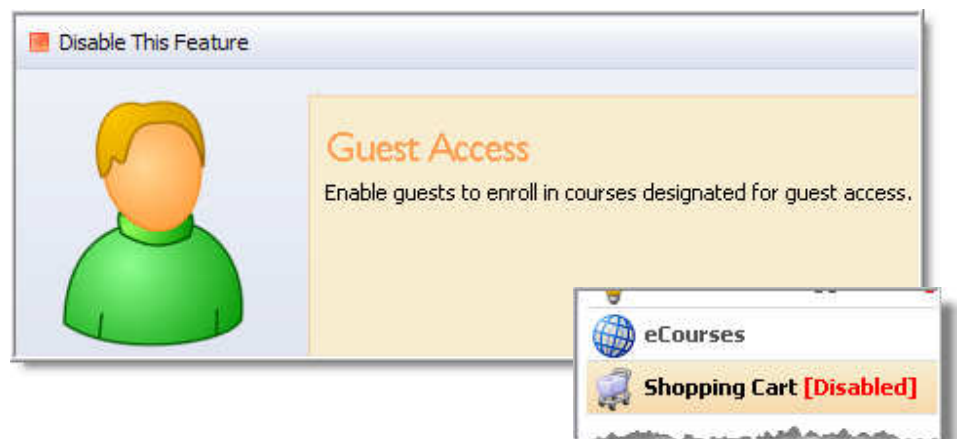 Disable This Feature
Guest Access
Enable guests to enroll in courses designated for guest access.
eCourses
Shopping Cart [Disabled]